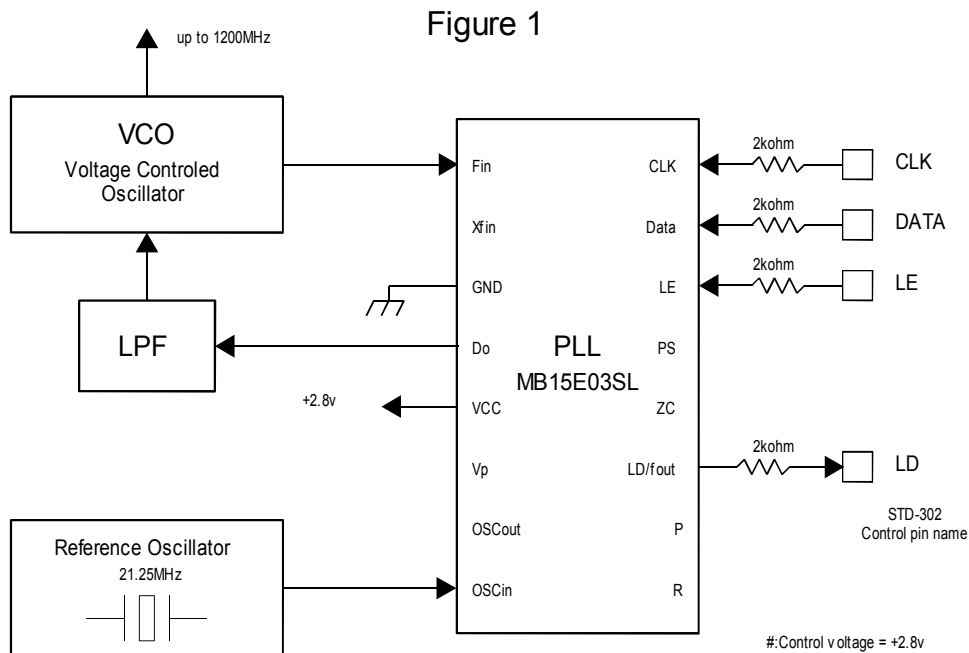 Figure 1
up to 1200MHz
VCO
Voltage Controled
Oscillator
LPF
+2.8v
Reference Oscillator
21.25MHz
Fin
Xfin
GND
Do
VCC
Vp
OSCout
OSCin
PLL
MB15E03SL
CLK
Data
LE
PS
ZC
LD/fout
P
R
2kohm
CLK
2kohm
DATA
2kohm
LE
2kohm
LD
STD-302
Control pin name
#:Control voltage = +2.8v